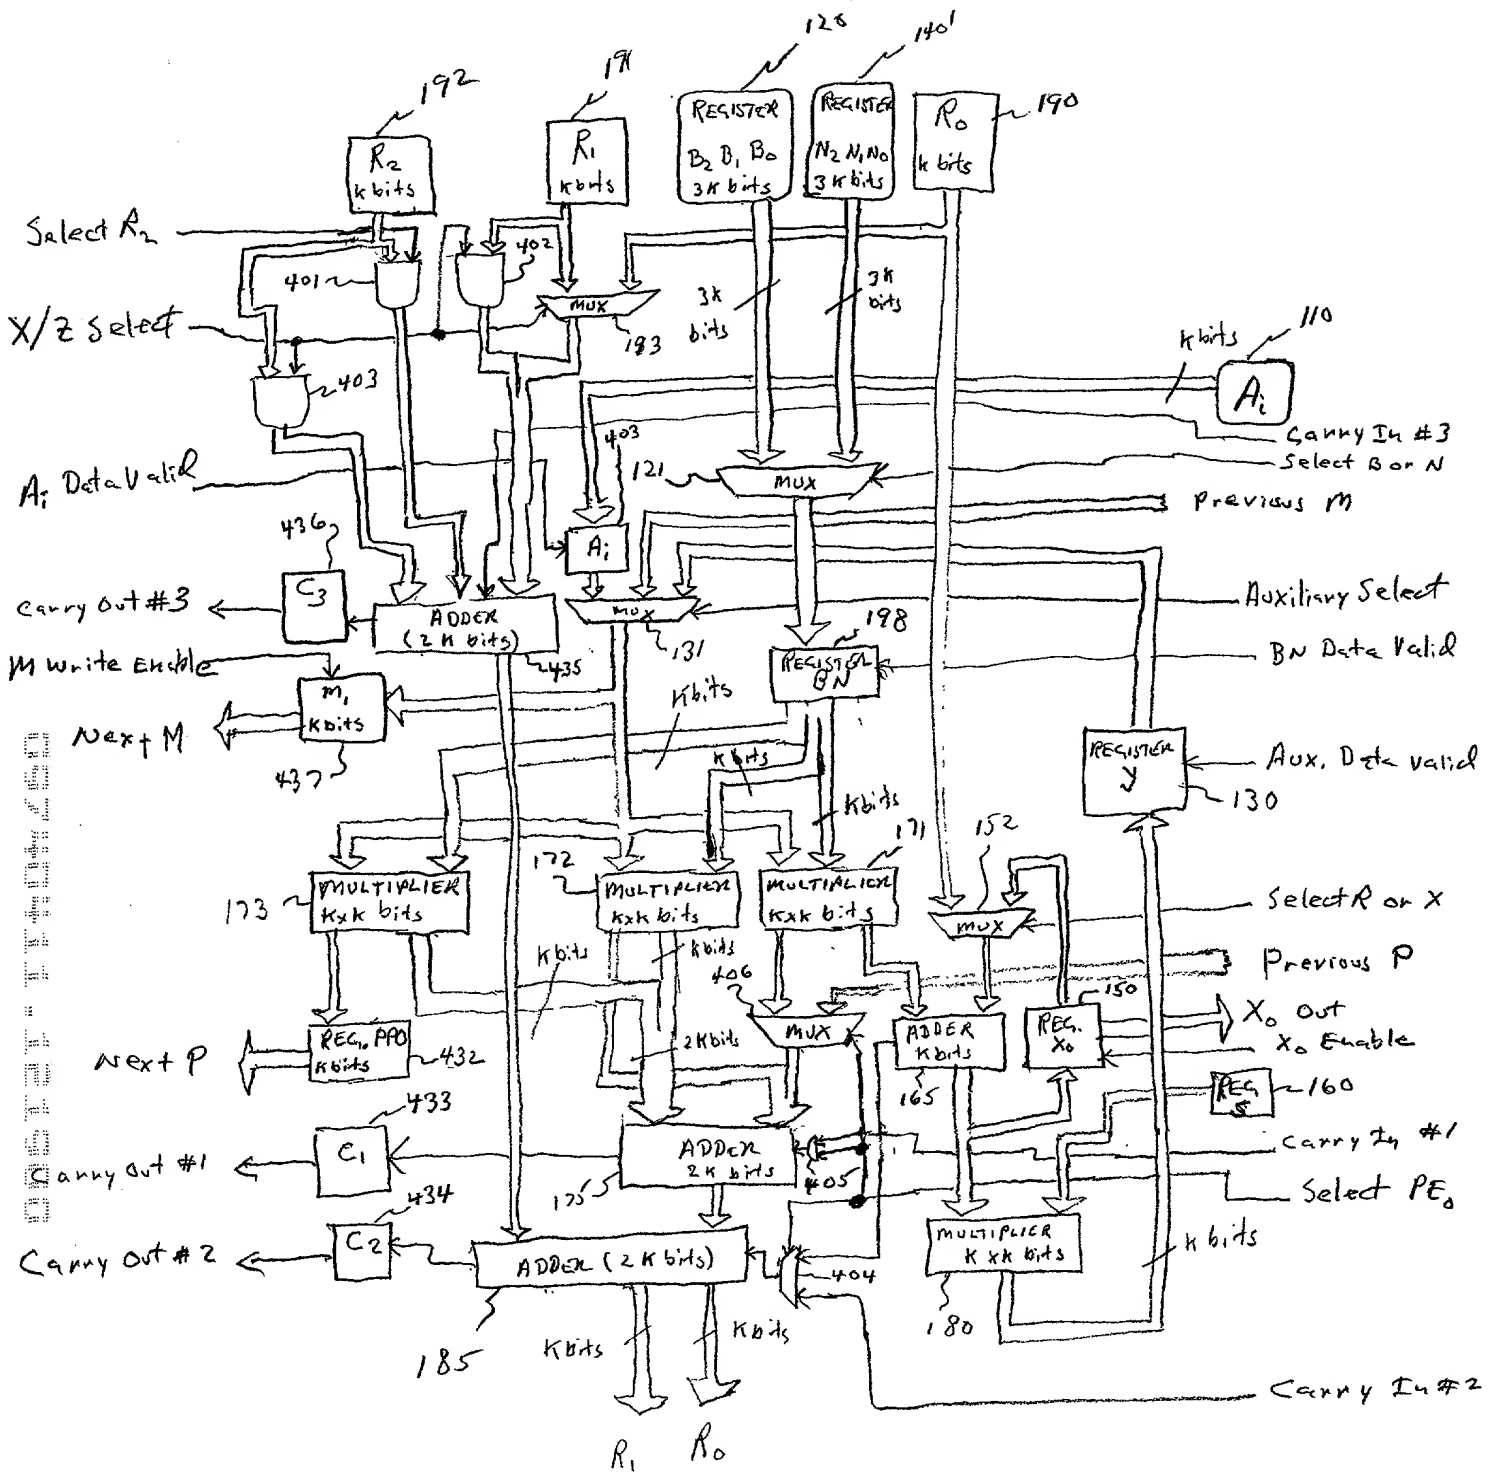 120
140'
191
192
190
REGISTER
B2 B1 B0
3K bits
REGISTER
N2 N1 N0
3K bits
R0
k bits
R1
k bits
R2
k bits
Select R2
401
402
MUX
183
3K
bits
3K
bits
X/Z Select
403
k bits
110
Ai
Carry In #3
Select B or N
403
121
MUX
Ai Data Valid
Previous M
436
Ai
C3
Carry Out #3
ADDER
(2 K bits)
435
MUX
131
Auxiliary Select
198
REGISTER
BN
BN Data Valid
M Write Enable
M1
k bits
Next M
437
K bits
K bits
K bits
REGISTER
Y
Aux. Data Valid
130
171
152
172
173
MULTIPLIER
K x K bits
MULTIPLIER
K x K bits
MULTIPLIER
K x K bits
MUX
Select R or X
K bits
K bits
406
Previous P
150
REG. PPO
k bits
432
Next P
2K bits
MUX
ADDER
K bits
165
REG.
X0
X0 Out
X0 Enable
REG
S
160
433
C1
Carry Out #1
ADDER
2K bits
175
405
Carry In #1
Select PE0
434
C2
Carry Out #2
ADDER (2 K bits)
185
404
MULTIPLIER
K x K bits
180
K bits
K bits
K bits
Carry In #2
R1
R0